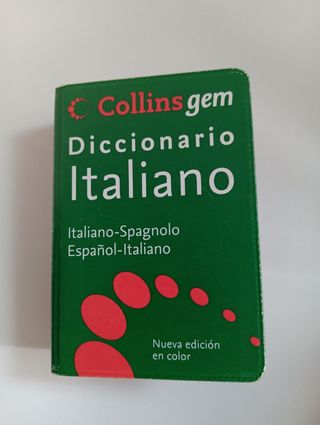 Collins gem
Diccionario
Italiano
Italiano-Spagnolo
Español-Italiano
Nueva edición
en color